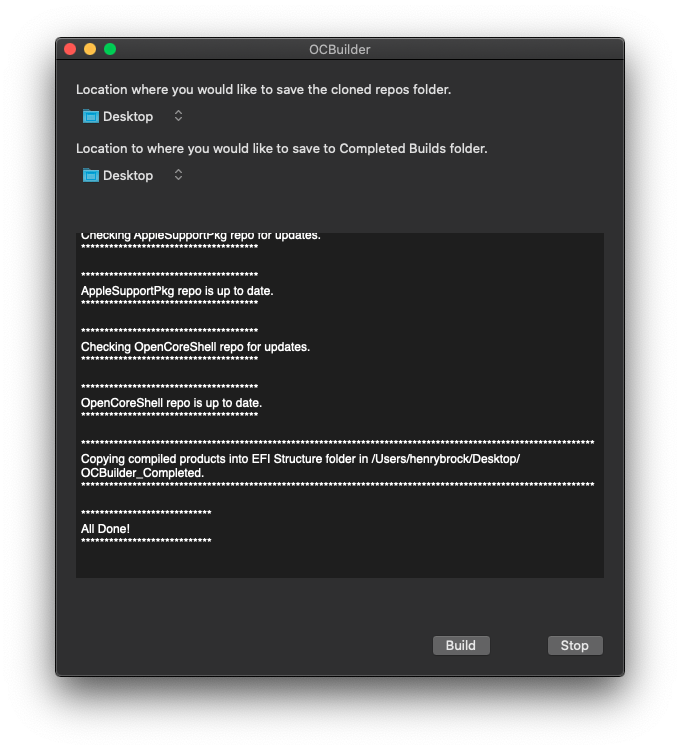 OCBuilder
Location where you would like to save the cloned repos folder.
Desktop
Location to where you would like to save to Completed Builds folder.
Desktop
Checking AppleSupportPkg repo for updates.
**************************************
**************************************
AppleSupportPkg repo is up to date.
**************************************
**************************************
Checking OpenCoreShell repo for updates.
**************************************
**************************************
OpenCoreShell repo is up to date.
**************************************
**************************************************************************************************************
Copying compiled products into EFI Structure folder in /Users/henrybrock/Desktop/
OCBuilder_Completed.
**************************************************************************************************************
****************************
All Done!
****************************
Build
Stop